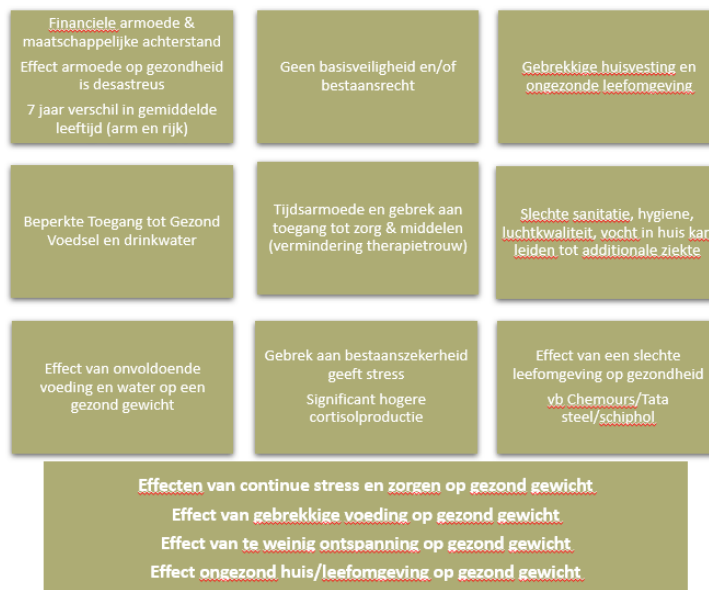 Financiele armoede &
maatschappelijke achterstand
Effect armoede op gezondheid
is desastreus
7 jaar verschil in gemiddelde
leeftijd (arm en rijk)
Geen basisveiligheid en/of
bestaansrecht
Gebrekkige huisvesting en
ongezonde leefomgeving
Beperkte Toegang tot Gezond
Voedsel en drinkwater
Tijdsarmoede en gebrek aan
toegang tot zorg & middelen
(vermindering therapietrouw)
Slechte sanitatie, hygiene,
luchtkwaliteit, vocht in huis kan
leiden tot additionale ziekte
Effect van onvoldoende
voeding en water op een
gezond gewicht
Gebrek aan bestaanszekerheid
geeft stress
Significant hogere
cortisolproductie
Effect van een slechte
leefomgeving op gezondheid
vb Chemours/Tata
steel/schiphol
Effecten van continue stress en zorgen op gezond gewicht
Effect van gebrekkige voeding op gezond gewicht
Effect van te weinig ontspanning op gezond gewicht
Effect ongezond huis/leefomgeving op gezond gewicht